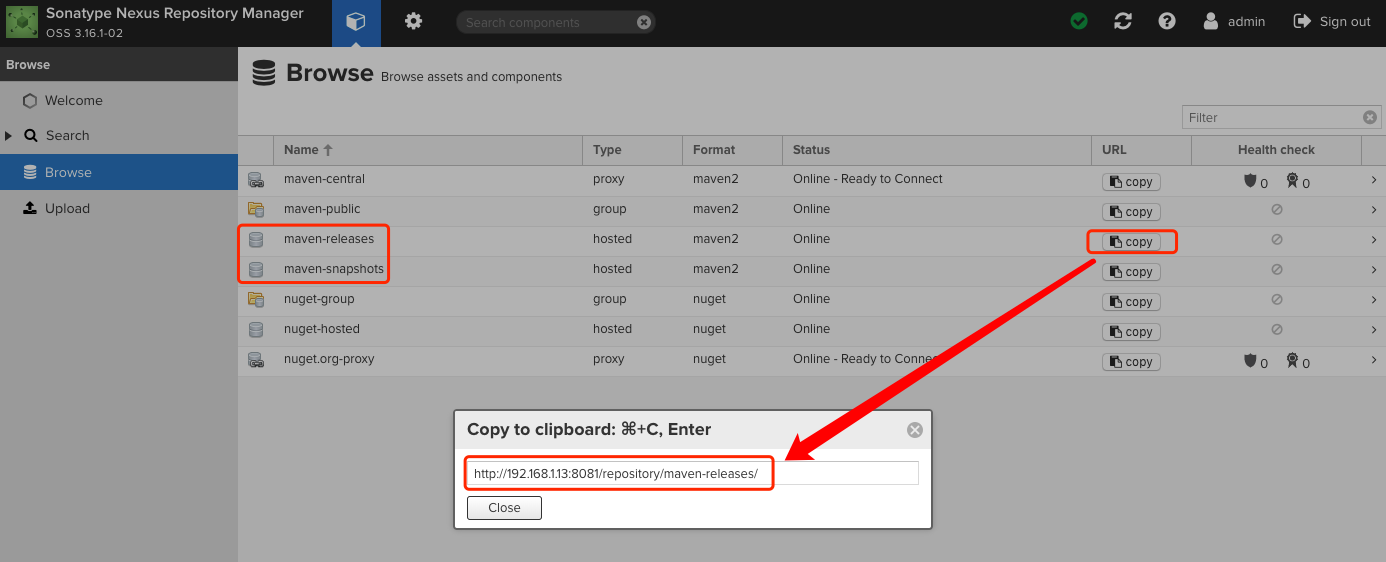 Sonatype Nexus Repository Manager
OSS 3.16.1-02
Search components
admin
Sign out
Browse
Welcome
Search
Browse
Upload
Browse Browse assets and components
Filter
Name Type Format Status URL Health check
maven-central proxy maven2 Online - Ready to Connect copy 0 0
maven-public group maven2 Online copy
maven-releases hosted maven2 Online copy
maven-snapshots hosted maven2 Online copy
nuget-group group nuget Online copy
nuget-hosted hosted nuget Online copy
nuget.org-proxy proxy nuget Online - Ready to Connect copy 0 0
Copy to clipboard: ⌘+C, Enter
http://192.168.1.13:8081/repository/maven-releases/
Close